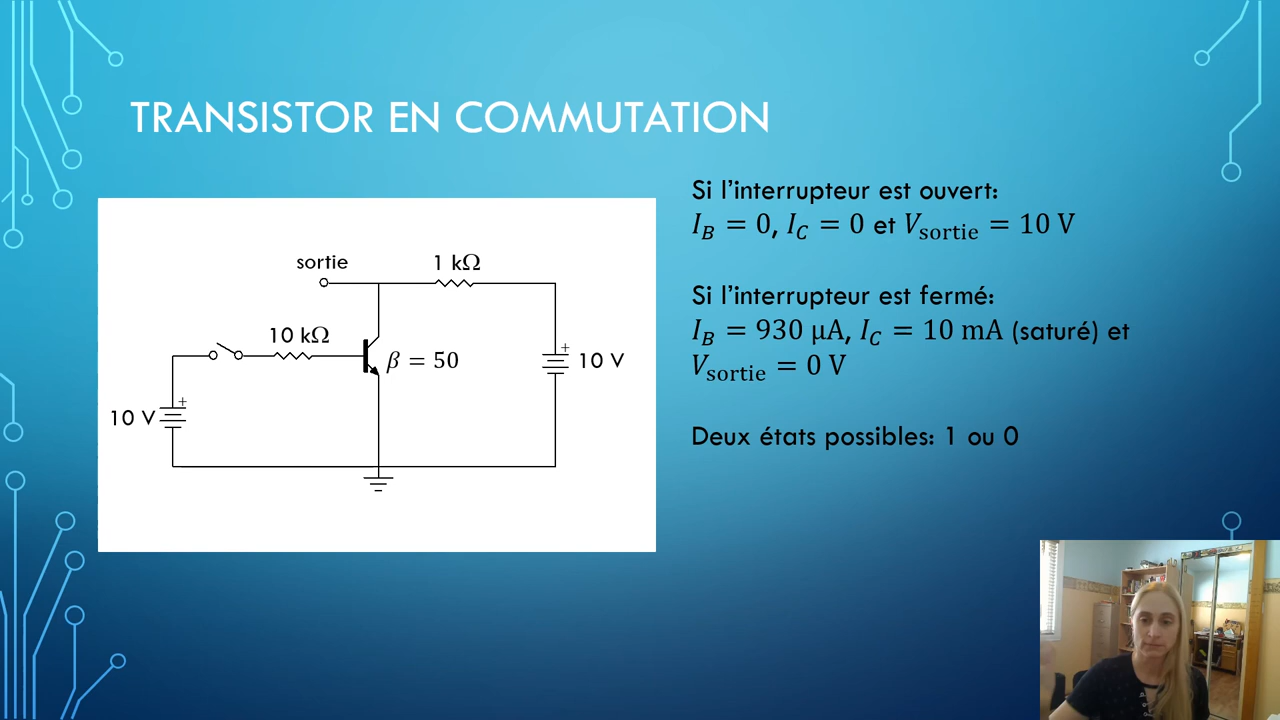 TRANSISTOR EN COMMUTATION
Si l'interrupteur est ouvert:
I_B = 0, I_C = 0 et V_sortie = 10 V
Si l'interrupteur est fermé:
I_B = 930 μA, I_C = 10 mA (saturé) et
V_sortie = 0 V
Deux états possibles: 1 ou 0
sortie
1 kΩ
10 kΩ
β = 50
+
10 V
+
10 V